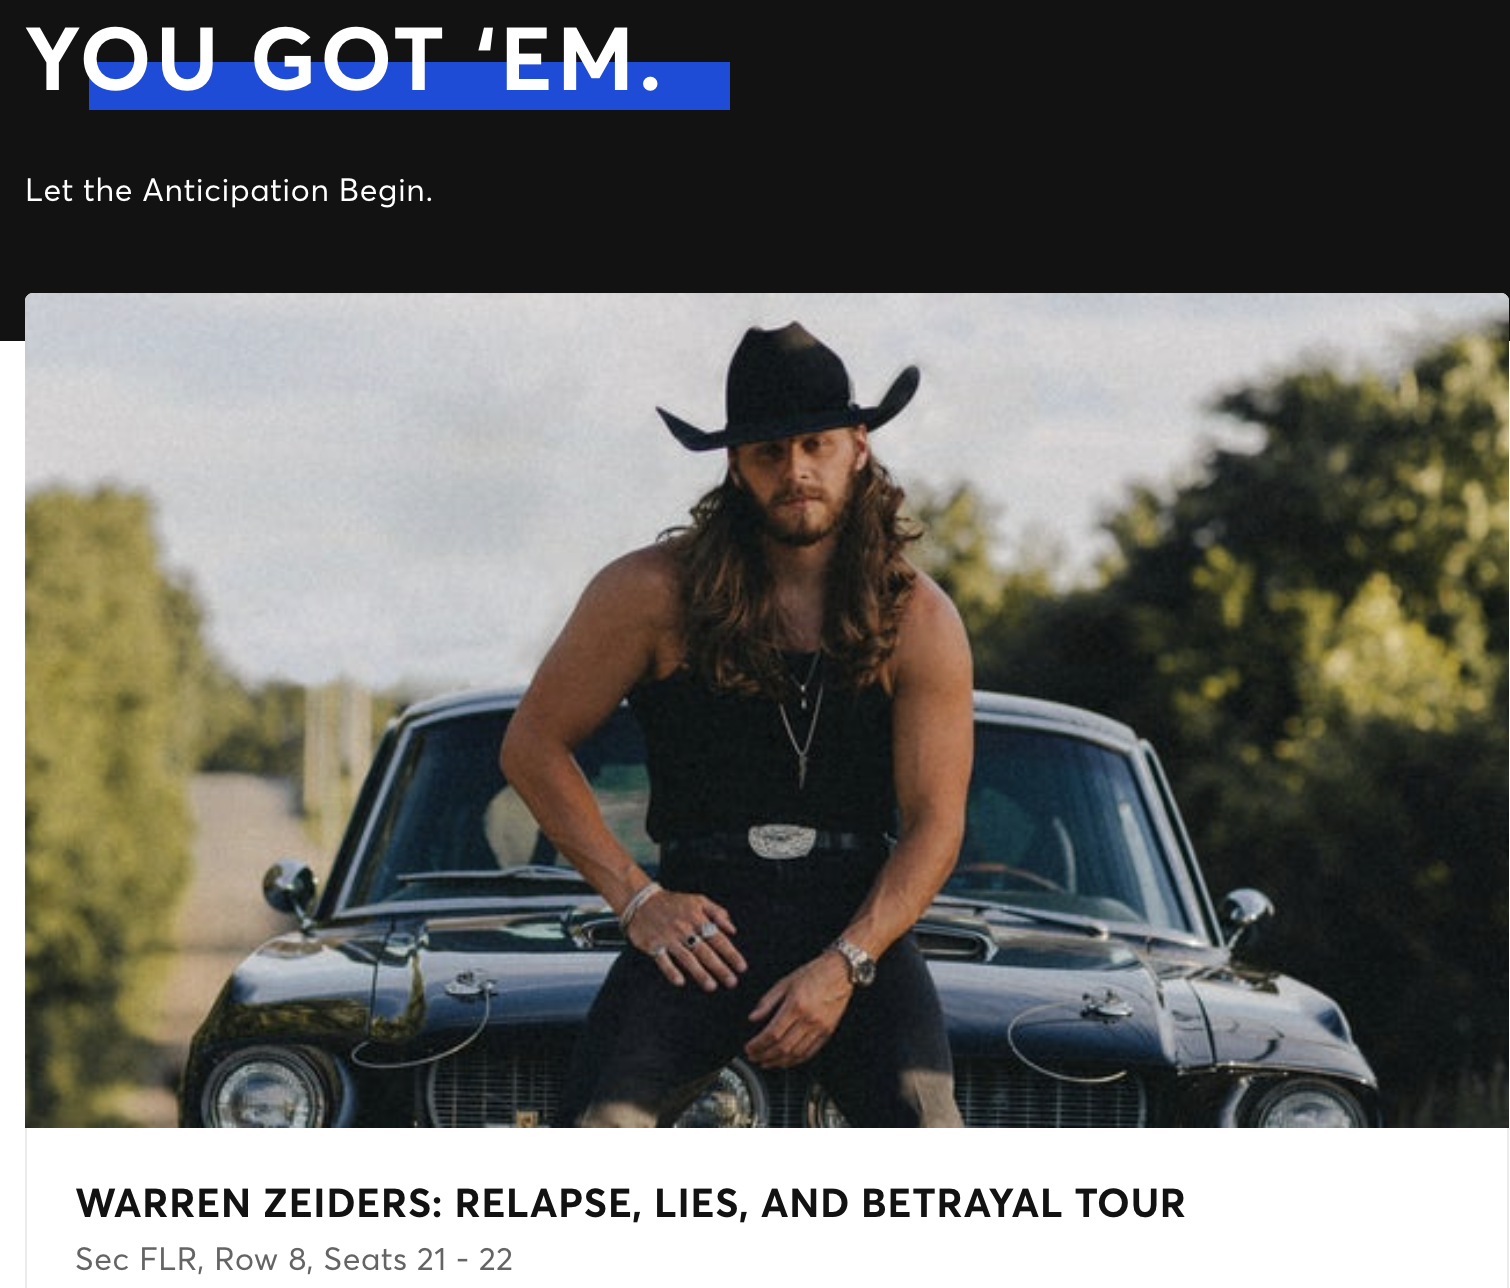 YOU GOT ‘EM.
Let the Anticipation Begin.
WARREN ZEIDERS: RELAPSE, LIES, AND BETRAYAL TOUR
Sec FLR, Row 8, Seats 21 - 22